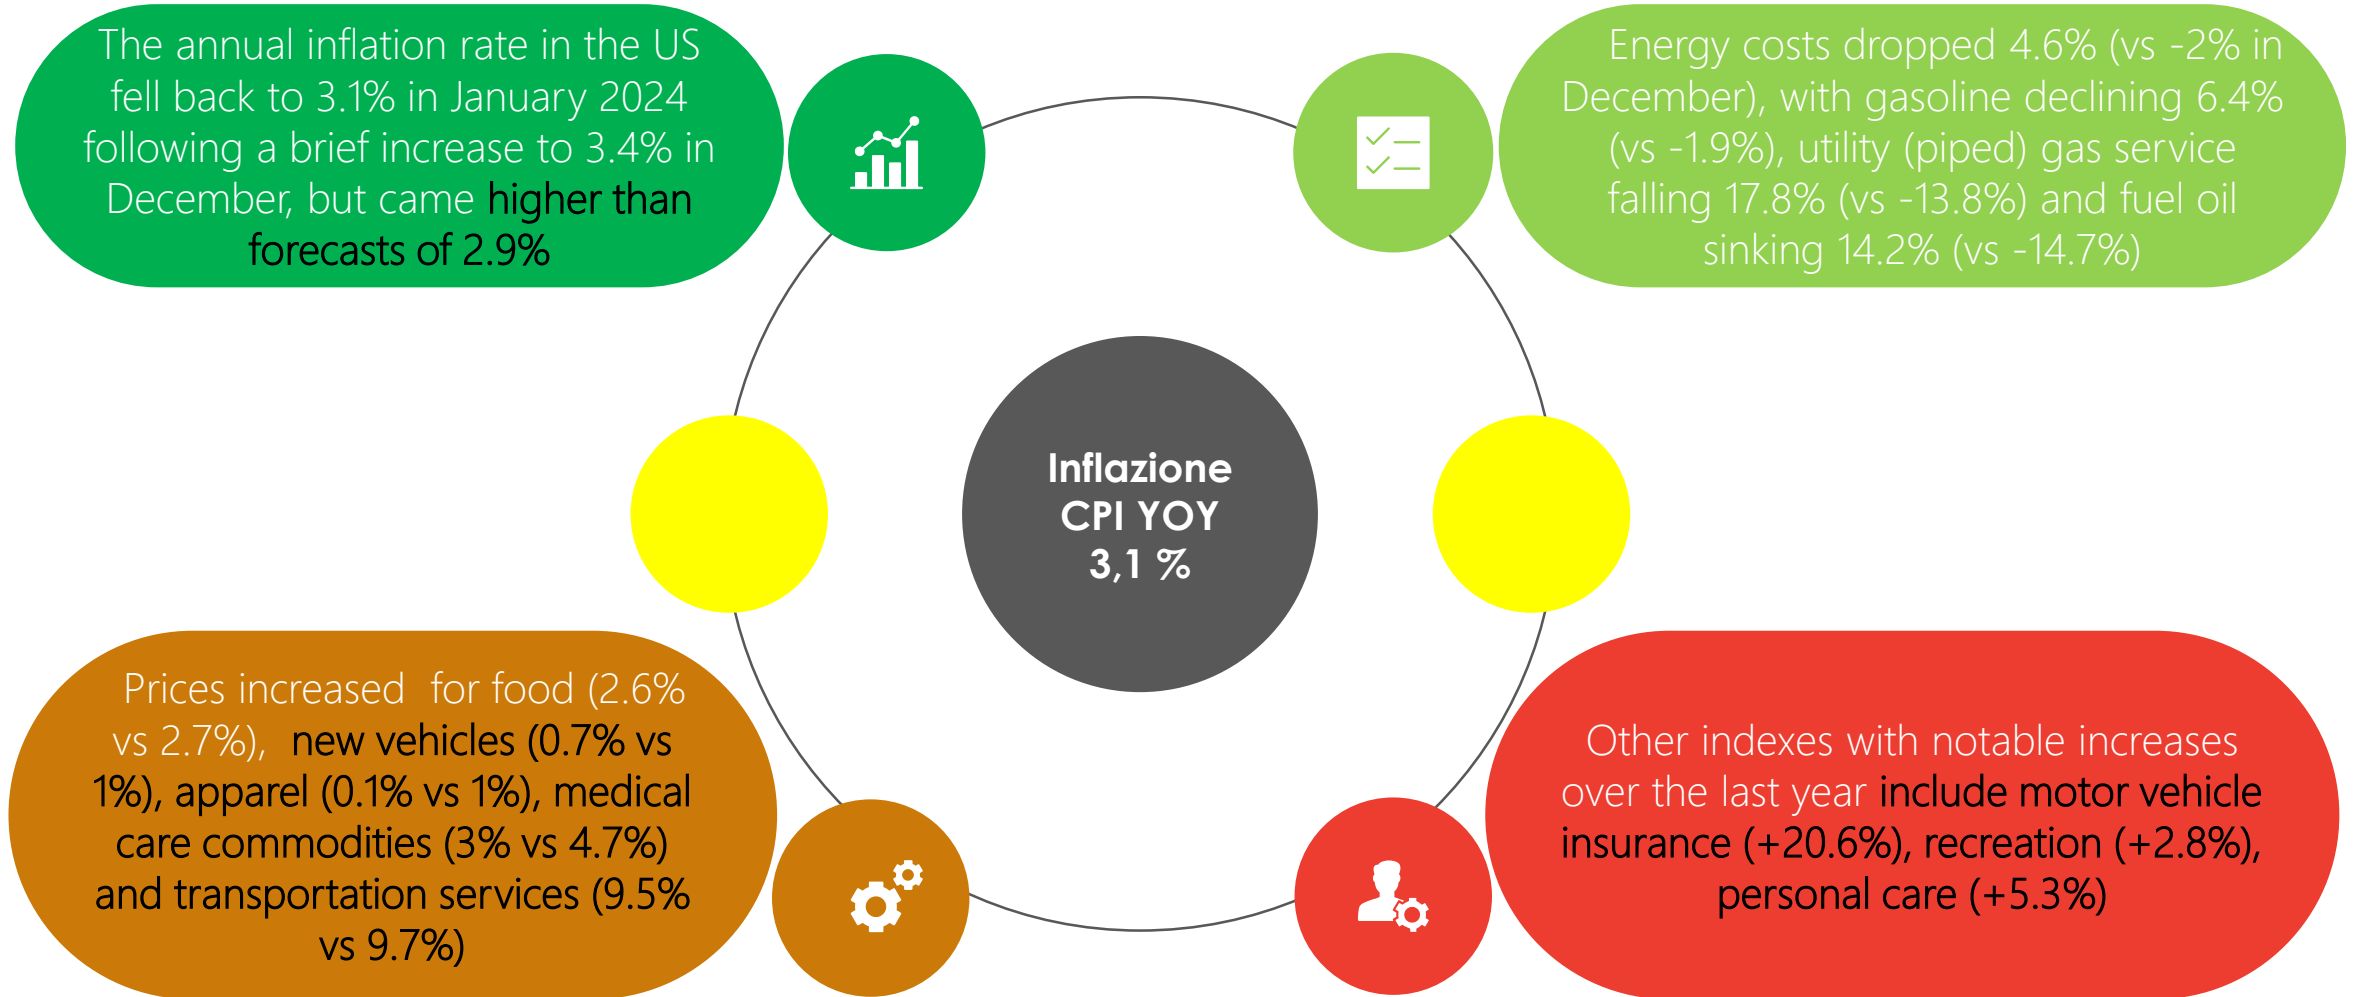 The annual inflation rate in the US
fell back to 3.1% in January 2024
following a brief increase to 3.4% in
December, but came higher than
forecasts of 2.9%
Energy costs dropped 4.6% (vs -2% in
December), with gasoline declining 6.4%
(vs -1.9%), utility (piped) gas service
falling 17.8% (vs -13.8%) and fuel oil
sinking 14.2% (vs -14.7%)
Inflazione
CPI YOY
3,1 %
Prices increased for food (2.6%
vs 2.7%), new vehicles (0.7% vs
1%), apparel (0.1% vs 1%), medical
care commodities (3% vs 4.7%)
and transportation services (9.5%
vs 9.7%)
Other indexes with notable increases
over the last year include motor vehicle
insurance (+20.6%), recreation (+2.8%),
personal care (+5.3%)